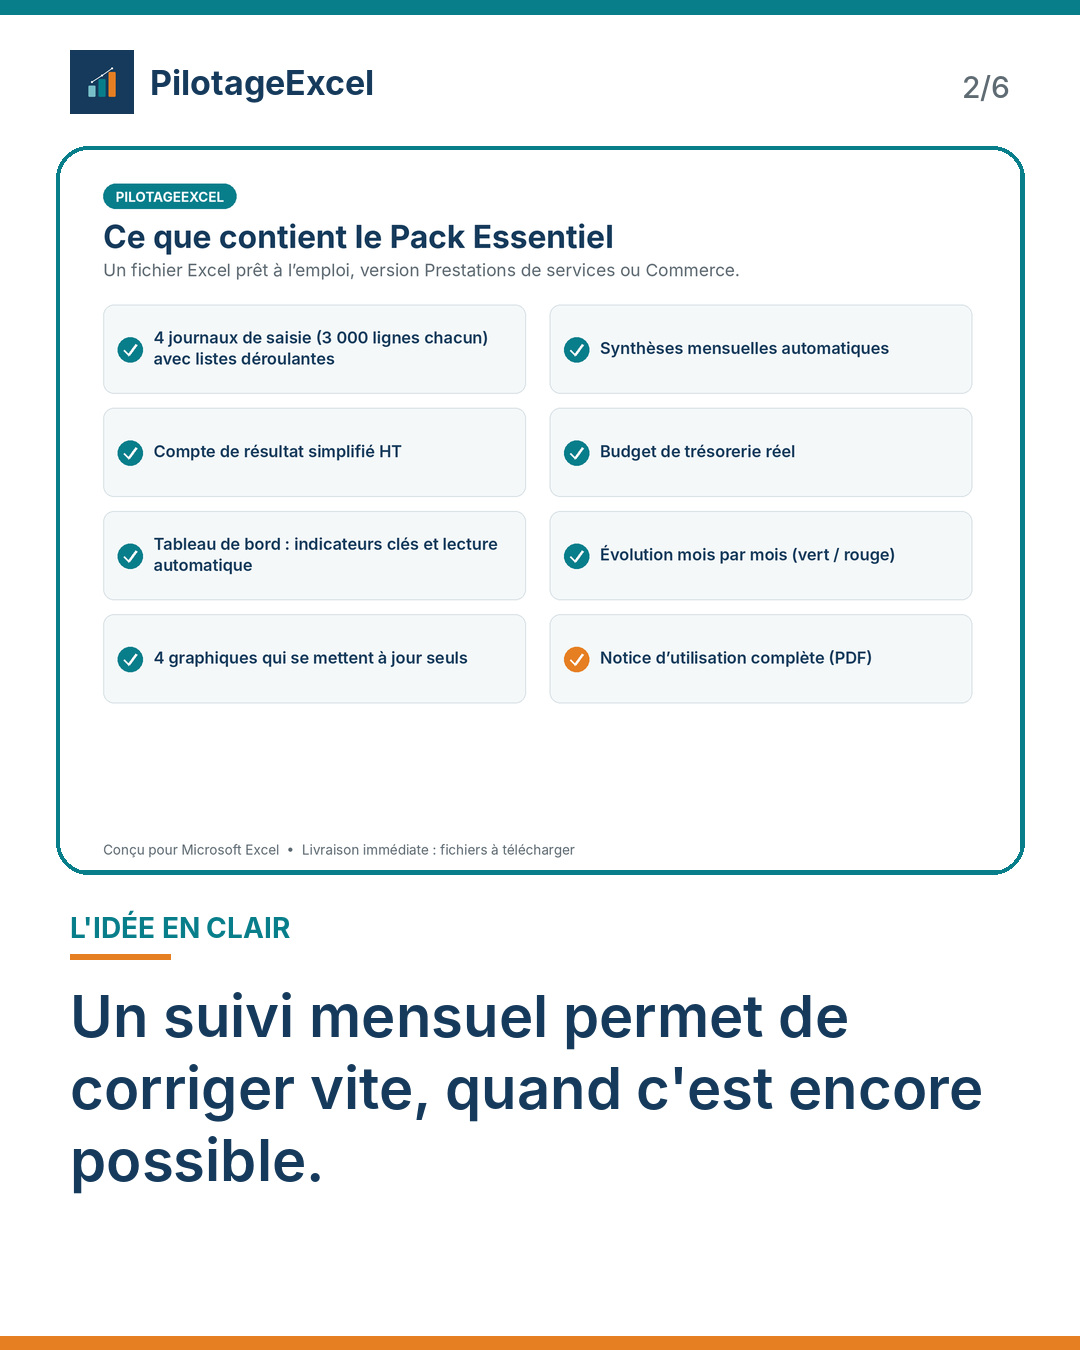 PilotageExcel
2/6
PILOTAGEEXCEL
Ce que contient le Pack Essentiel
Un fichier Excel prêt à l’emploi, version Prestations de services ou Commerce.
4 journaux de saisie (3 000 lignes chacun)
avec listes déroulantes
Synthèses mensuelles automatiques
Compte de résultat simplifié HT
Budget de trésorerie réel
Tableau de bord : indicateurs clés et lecture
automatique
Évolution mois par mois (vert / rouge)
4 graphiques qui se mettent à jour seuls
Notice d’utilisation complète (PDF)
Conçu pour Microsoft Excel • Livraison immédiate : fichiers à télécharger
L'IDÉE EN CLAIR
Un suivi mensuel permet de
corriger vite, quand c'est encore
possible.